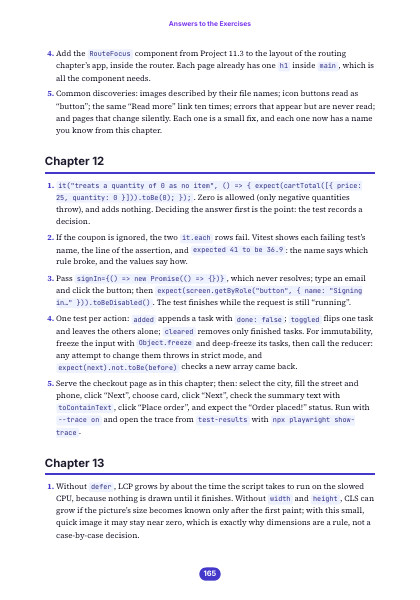 Answers to the Exercises
4. Add the RouteFocus component from Project 11.3 to the layout of the routing
chapter's app, inside the router. Each page already has one h1 inside main, which is
all the component needs.
5. Common discoveries: images described by their file names; icon buttons read as
"button"; the same "Read more" link ten times; errors that appear but are never read;
and pages that change silently. Each one is a small fix, and each one now has a name
you know from this chapter.
Chapter 12
1. it("treats a quantity of 0 as no item", () => { expect(cartTotal([{ price:
25, quantity: 0 }])).toBe(0); }); . Zero is allowed (only negative quantities
throw), and adds nothing. Deciding the answer first is the point: the test records a
decision.
2. If the coupon is ignored, the two it.each rows fail. Vitest shows each failing test's
name, the line of the assertion, and expected 41 to be 36.9 : the name says which
rule broke, and the values say how.
3. Pass signIn={() => new Promise(() => {})} , which never resolves; type an email
and click the button; then expect(screen.getByRole("button", { name: "Signing
in…" })).toBeDisabled() . The test finishes while the request is still "running".
4. One test per action: added appends a task with done: false ; toggled flips one task
and leaves the others alone; cleared removes only finished tasks. For immutability,
freeze the input with Object.freeze and deep-freeze its tasks, then call the reducer:
any attempt to change them throws in strict mode, and
expect(next).not.toBe(before) checks a new array came back.
5. Serve the checkout page as in this chapter; then: select the city, fill the street and
phone, click "Next", choose card, click "Next", check the summary text with
toContainText , click "Place order", and expect the "Order placed!" status. Run with
--trace on and open the trace from test-results with npx playwright show-
trace .
Chapter 13
1. Without defer , LCP grows by about the time the script takes to run on the slowed
CPU, because nothing is drawn until it finishes. Without width and height , CLS can
grow if the picture's size becomes known only after the first paint; with this small,
quick image it may stay near zero, which is exactly why dimensions are a rule, not a
case-by-case decision.
165